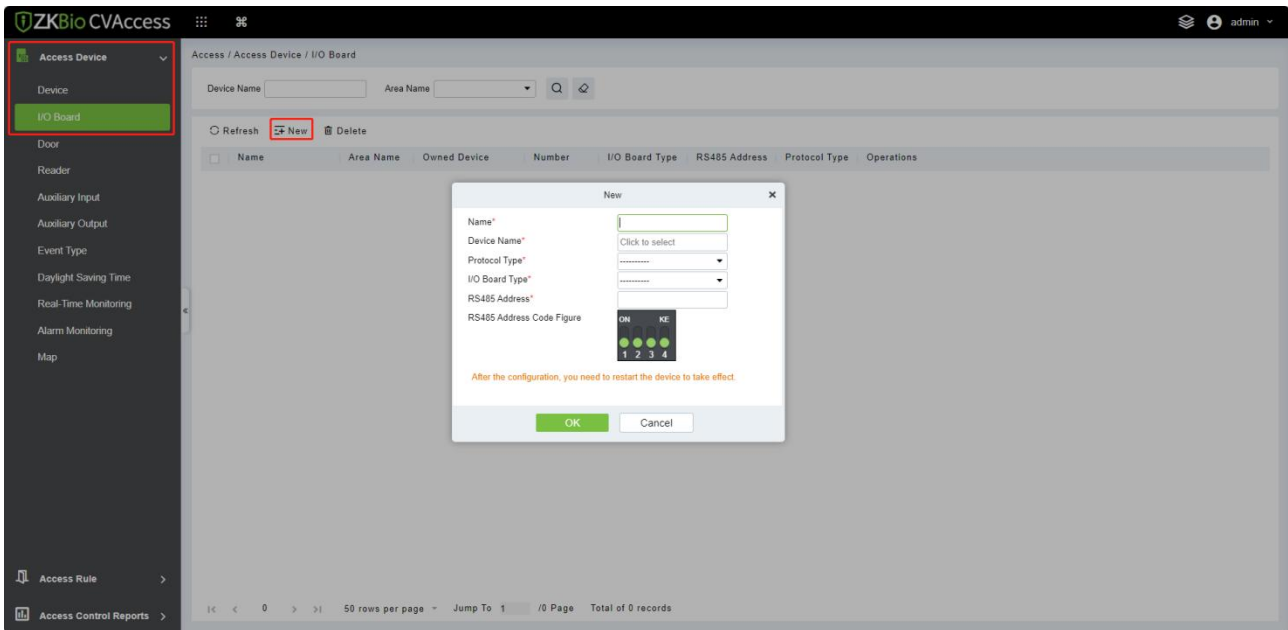 ZKBio CVAccess
admin
Access Device
Access / Access Device / I/O Board
Device
Device Name
Area Name
I/O Board
Refresh New Delete
Door
Name Area Name Owned Device Number I/O Board Type RS485 Address Protocol Type Operations
Reader
Auxiliary Input
Auxiliary Output
Event Type
Daylight Saving Time
Real-Time Monitoring
Alarm Monitoring
Map
New
Name*
Device Name* Click to select
Protocol Type* ----------
I/O Board Type* ----------
RS485 Address*
RS485 Address Code Figure
ON KE
1 2 3 4
After the configuration, you need to restart the device to take effect.
OK Cancel
Access Rule
Access Control Reports
0 50 rows per page Jump To 1 /0 Page Total of 0 records